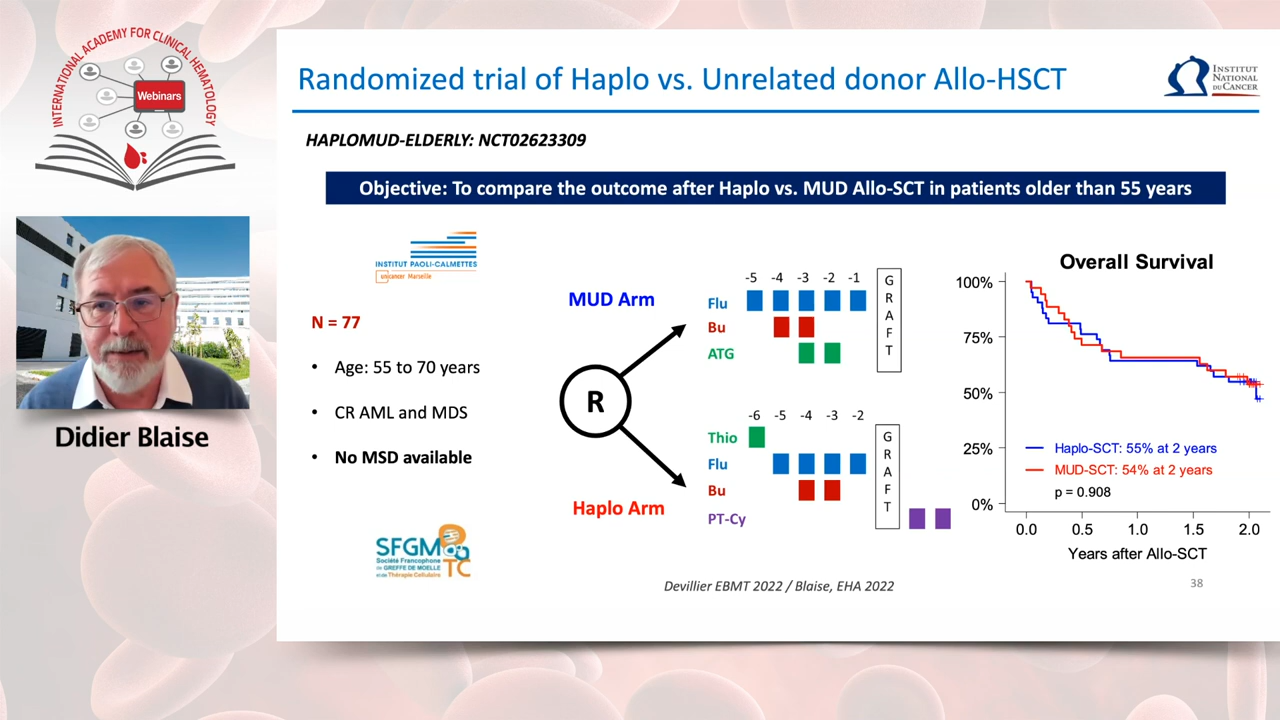 INTERNATIONAL ACADEMY FOR CLINICAL HEMATOLOGY
Webinars
Didier Blaise
Randomized trial of Haplo vs. Unrelated donor Allo-HSCT
INSTITUT
NATIONAL
DU CANCER
HAPLOMUD-ELDERLY: NCT02623309
Objective: To compare the outcome after Haplo vs. MUD Allo-SCT in patients older than 55 years
INSTITUT PAOLI-CALMETTES
unicancer Marseille
N = 77
• Age: 55 to 70 years
• CR AML and MDS
• No MSD available
SFGM
TC
Société Francophone
de GREFFE DE MOELLE
et de Thérapie Cellulaire
MUD Arm
R
Haplo Arm
-5 -4 -3 -2 -1
Flu
Bu
ATG
GRAFT
-6 -5 -4 -3 -2
Thio
Flu
Bu
PT-Cy
GRAFT
Overall Survival
100%
75%
50%
25%
0%
Haplo-SCT: 55% at 2 years
MUD-SCT: 54% at 2 years
p = 0.908
0.0 0.5 1.0 1.5 2.0
Years after Allo-SCT
Devillier EBMT 2022 / Blaise, EHA 2022
38